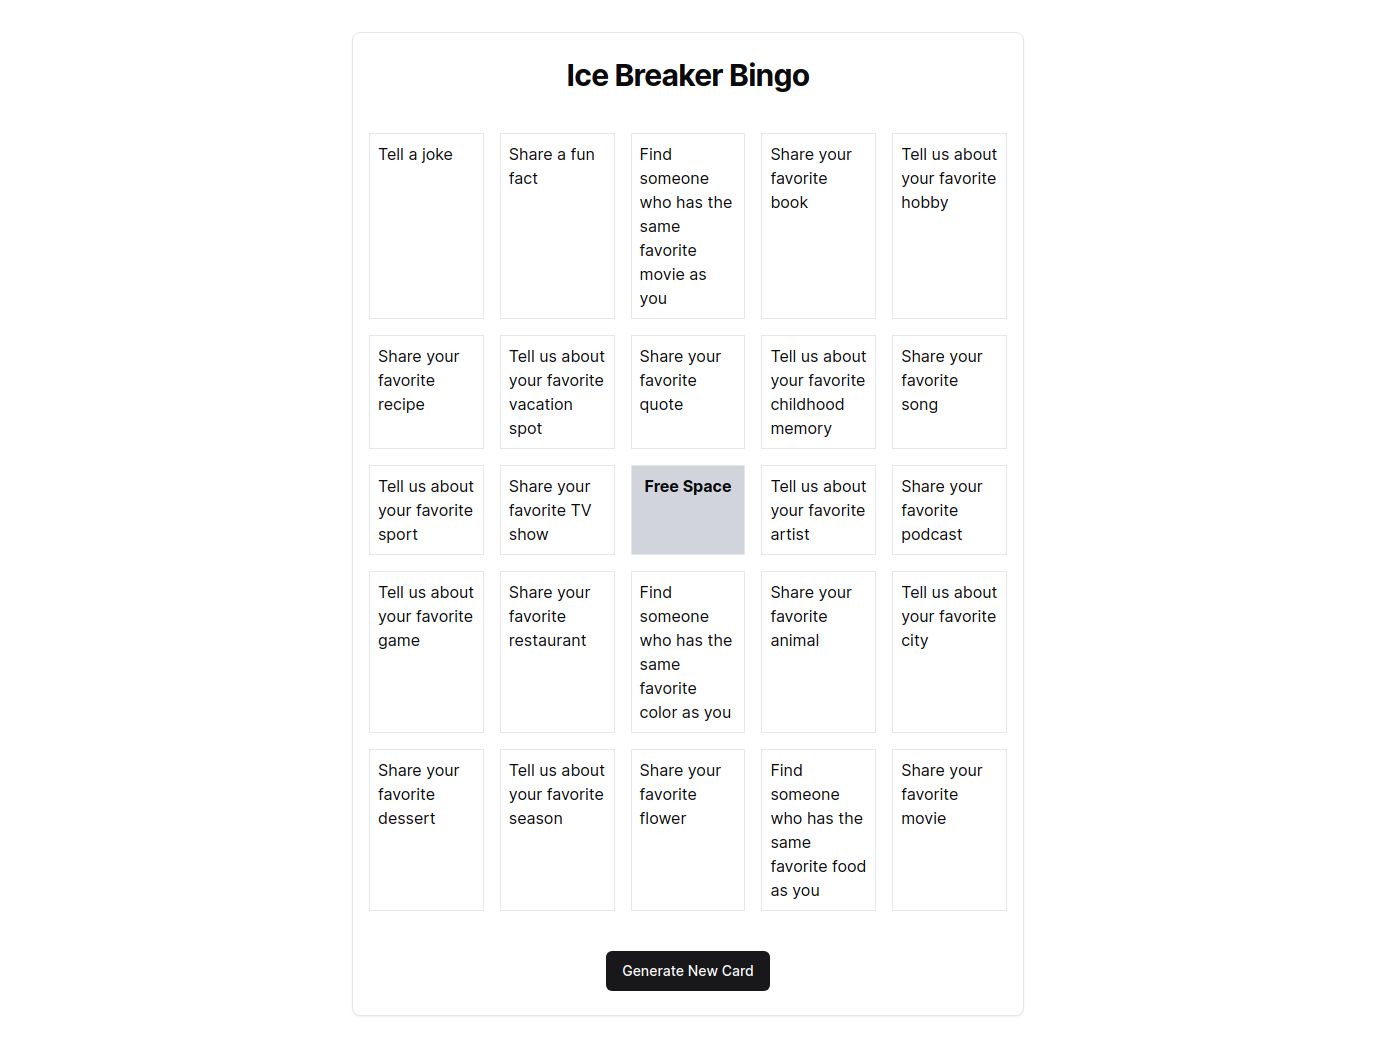 Ice Breaker Bingo
Tell a joke
Share a fun
fact
Find
someone
who has the
same
favorite
movie as
you
Share your
favorite
book
Tell us about
your favorite
hobby
Share your
favorite
recipe
Tell us about
your favorite
vacation
spot
Share your
favorite
quote
Tell us about
your favorite
childhood
memory
Share your
favorite
song
Tell us about
your favorite
sport
Share your
favorite TV
show
Free Space
Tell us about
your favorite
artist
Share your
favorite
podcast
Tell us about
your favorite
game
Share your
favorite
restaurant
Find
someone
who has the
same
favorite
color as you
Share your
favorite
animal
Tell us about
your favorite
city
Share your
favorite
dessert
Tell us about
your favorite
season
Share your
favorite
flower
Find
someone
who has the
same
favorite food
as you
Share your
favorite
movie
Generate New Card